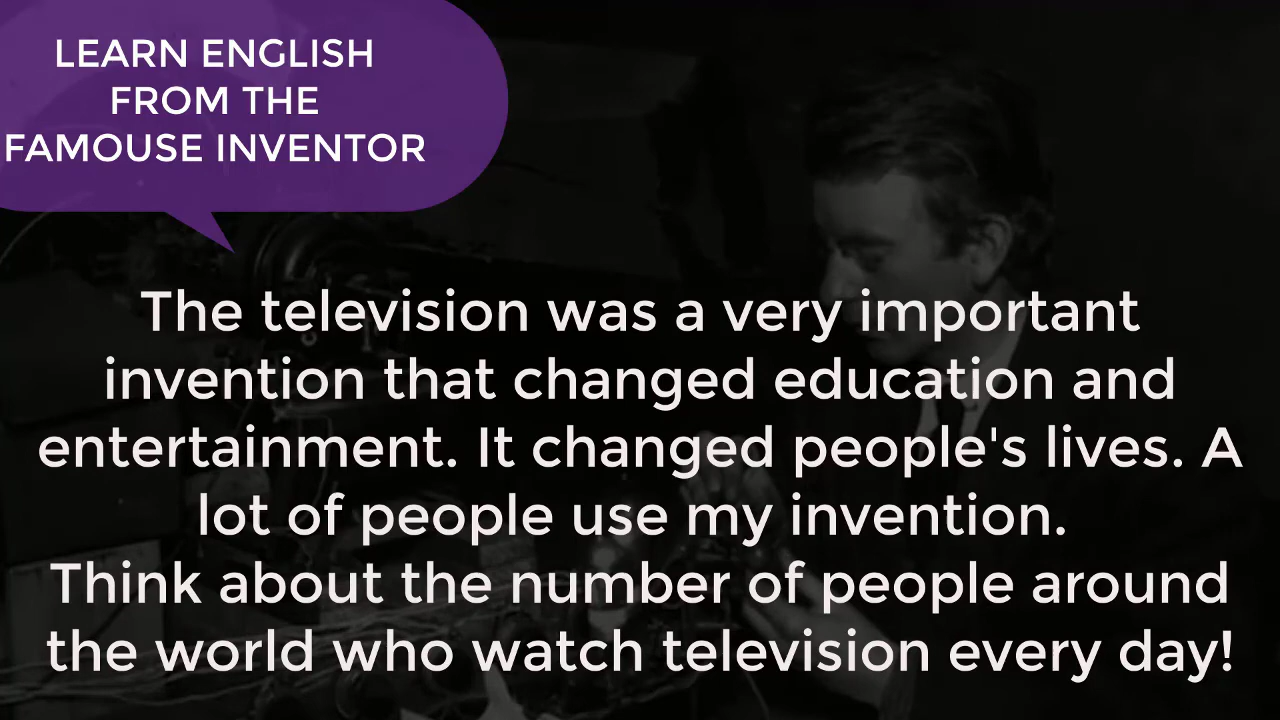 LEARN ENGLISH
FROM THE
FAMOUSE INVENTOR
The television was a very important
invention that changed education and
entertainment. It changed people's lives. A
lot of people use my invention.
Think about the number of people around
the world who watch television every day!